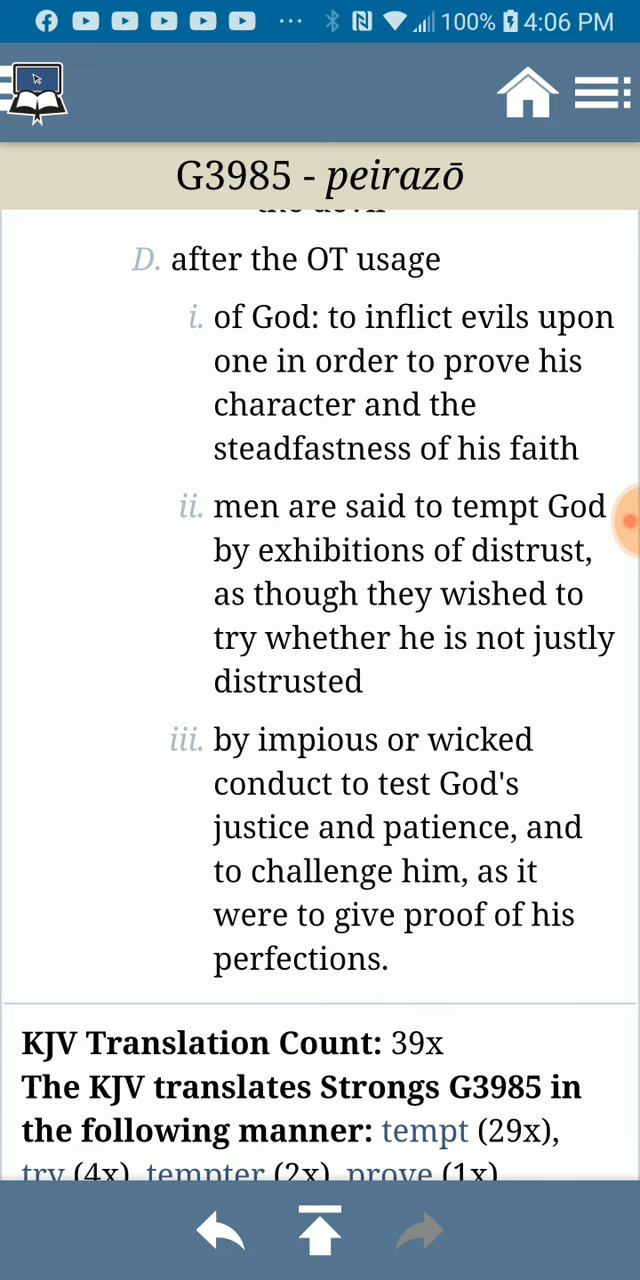 100% 4:06 PM
G3985 - peirazō
the devil
D. after the OT usage
i. of God: to inflict evils upon
one in order to prove his
character and the
steadfastness of his faith
ii. men are said to tempt God
by exhibitions of distrust,
as though they wished to
try whether he is not justly
distrusted
iii. by impious or wicked
conduct to test God's
justice and patience, and
to challenge him, as it
were to give proof of his
perfections.
KJV Translation Count: 39x
The KJV translates Strongs G3985 in
the following manner: tempt (29x),
try (4x), tempter (2x), prove (1x)